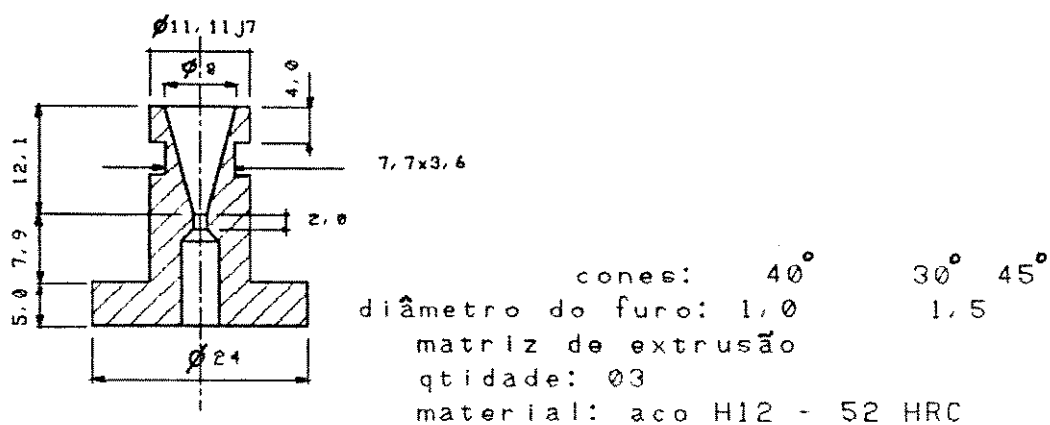 Ø11,11j7
Ø8
4,0
12,1
7,7x3,6
2,0
7,9
5,0
Ø24
cones: 40° 30° 45°
diâmetro do furo: 1,0 1,5
matriz de extrusão
qtidade: 03
material: aco H12 - 52 HRC